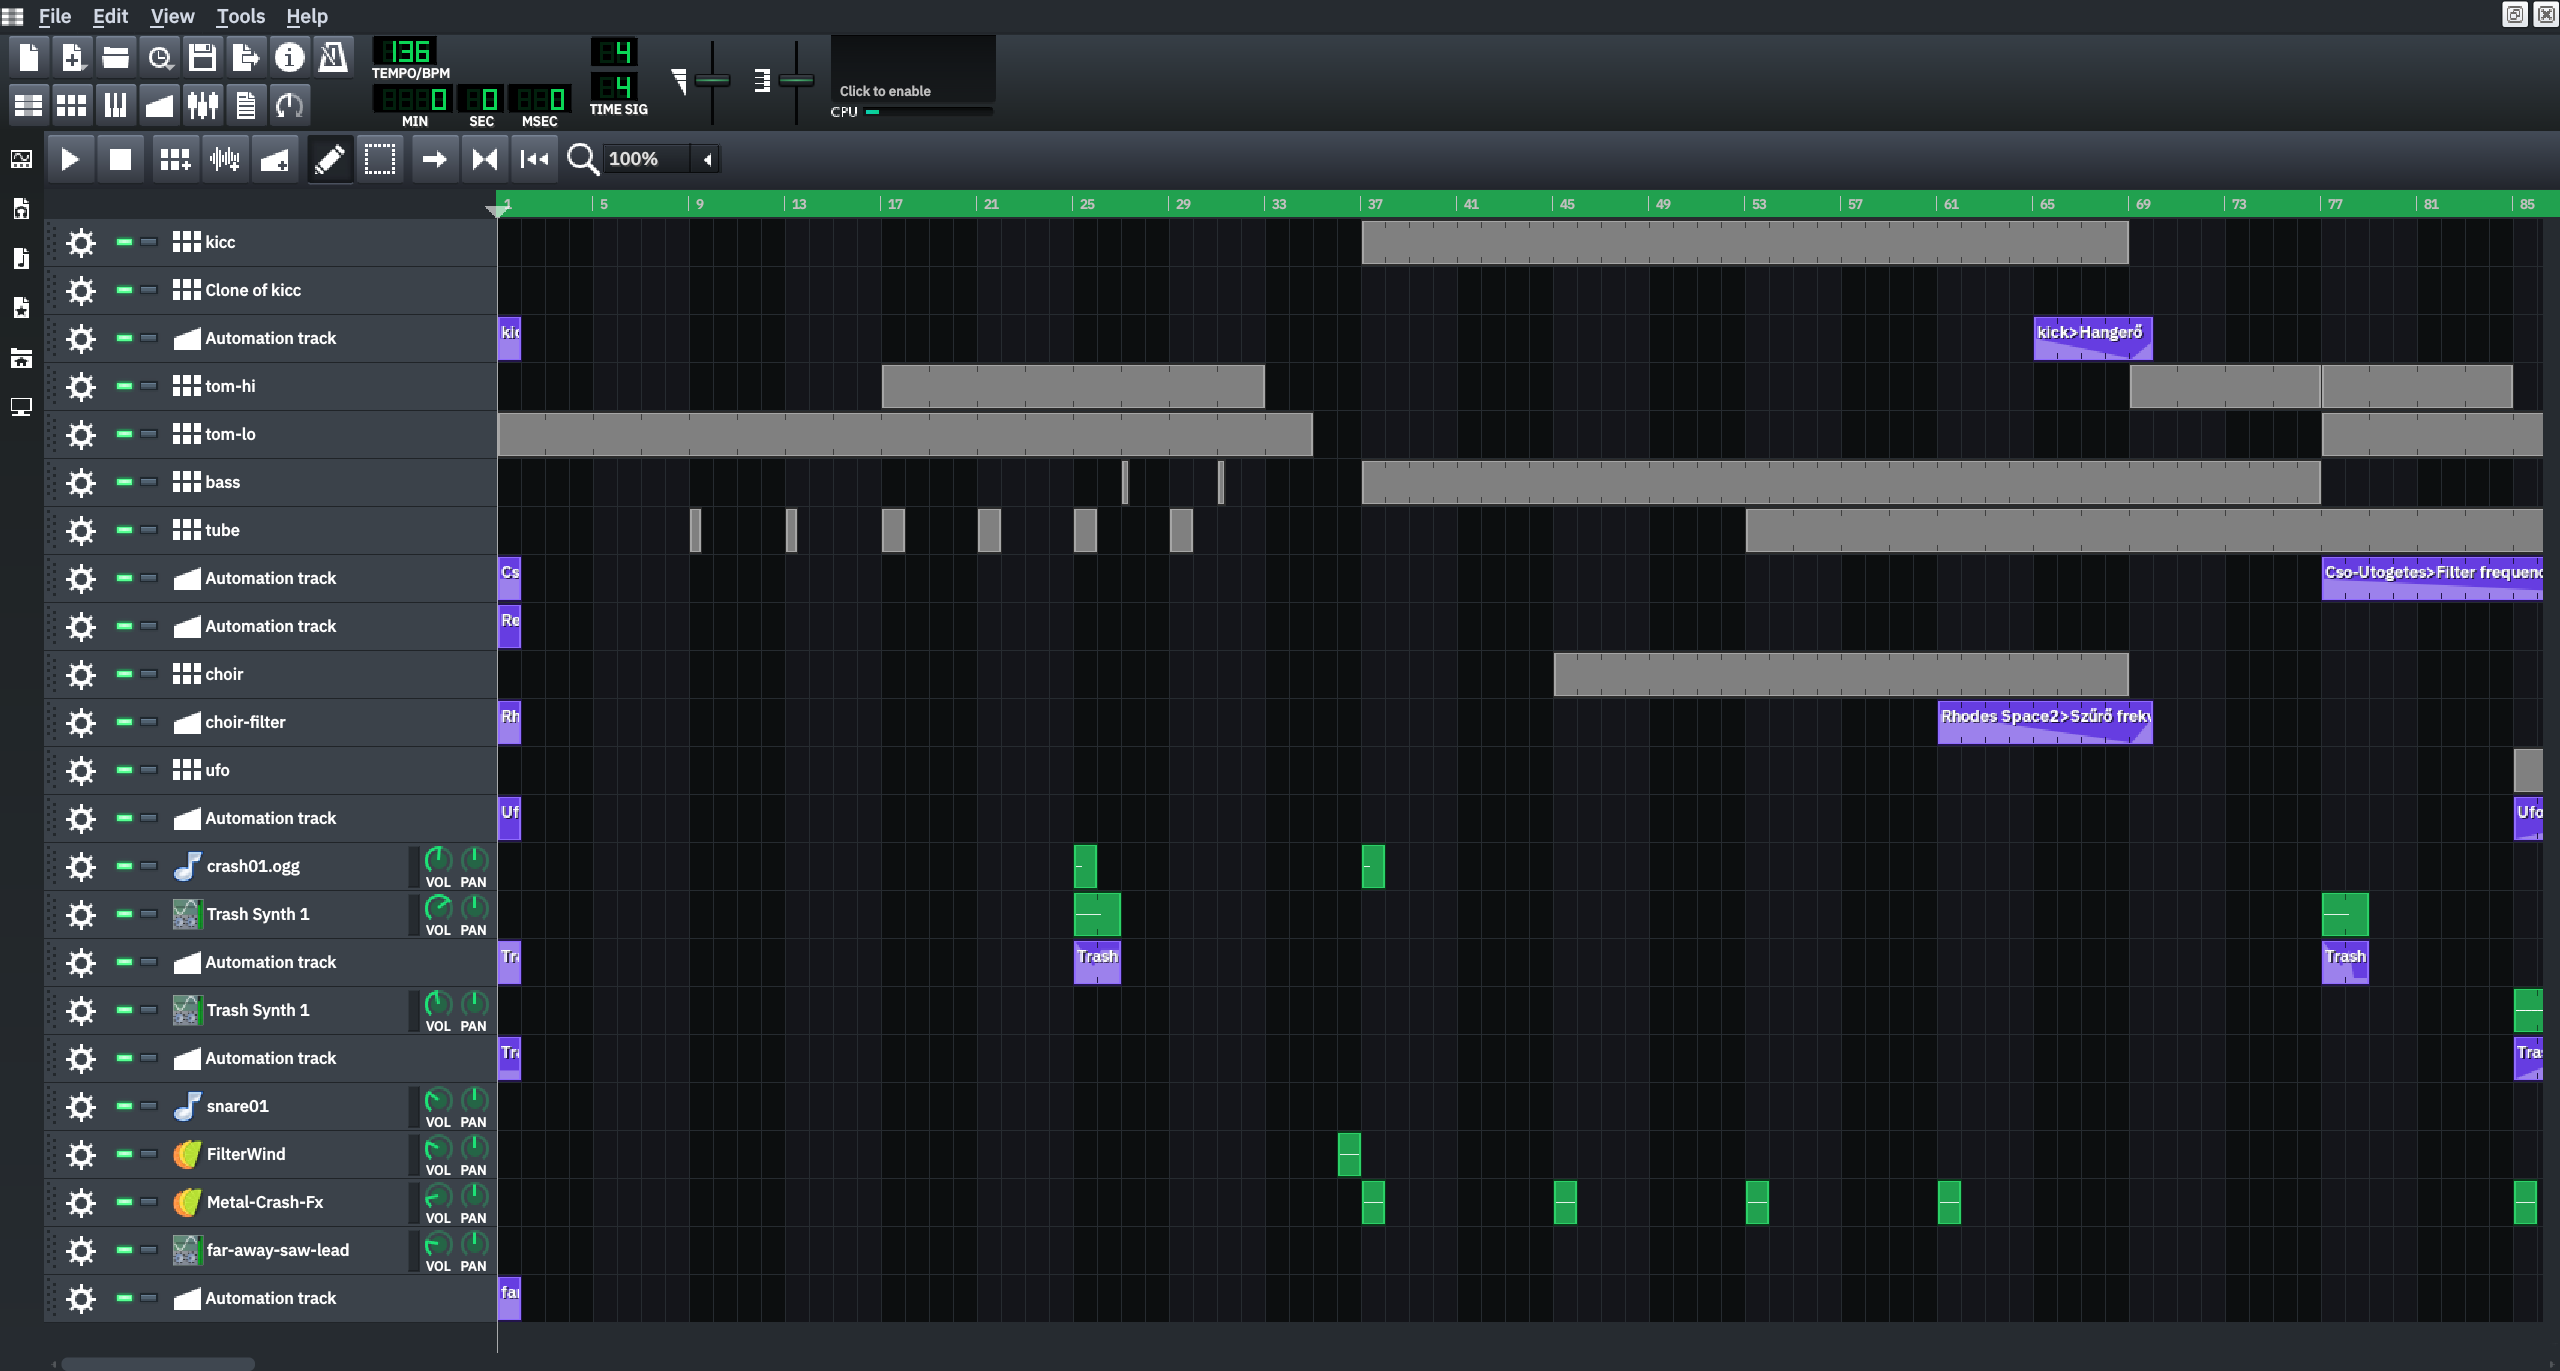 File Edit View Tools Help
136
TEMPO/BPM
0 0 0
MIN SEC MSEC
4
4
TIME SIG
Click to enable
CPU
100%
1 5 9 13 17 21 25 29 33 37 41 45 49 53 57 61 65 69 73 77 81 85
kicc
Clone of kicc
Automation track
kick>Hangerő
tom-hi
tom-lo
bass
tube
Automation track
Cs
Cso-Utogetes>Filter frequenc
Automation track
Re
choir
choir-filter
Rh
Rhodes Space2>Szűrő frek
ufo
Automation track
Uf
Ufo
crash01.ogg
VOL PAN
Trash Synth 1
VOL PAN
Automation track
Tr
Trash
Trash
Trash Synth 1
VOL PAN
Automation track
Tr
Tra
snare01
VOL PAN
FilterWind
VOL PAN
Metal-Crash-Fx
VOL PAN
far-away-saw-lead
VOL PAN
Automation track
fa